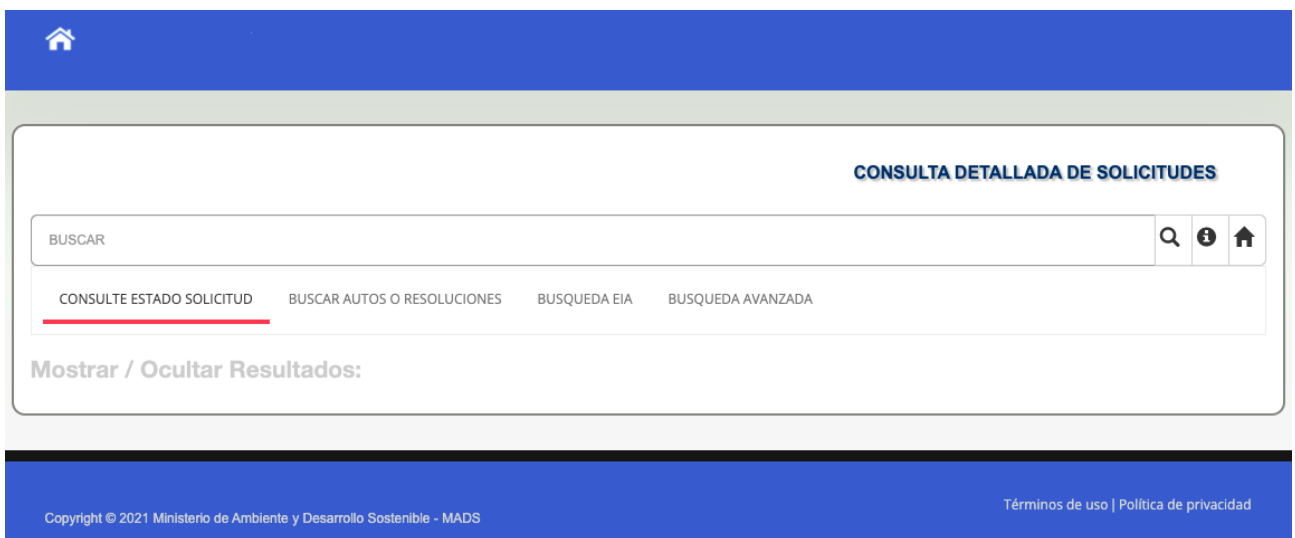 CONSULTA DETALLADA DE SOLICITUDES
BUSCAR
CONSULTE ESTADO SOLICITUD BUSCAR AUTOS O RESOLUCIONES BUSQUEDA EIA BUSQUEDA AVANZADA
Mostrar / Ocultar Resultados:
Términos de uso | Política de privacidad
Copyright © 2021 Ministerio de Ambiente y Desarrollo Sostenible - MADS